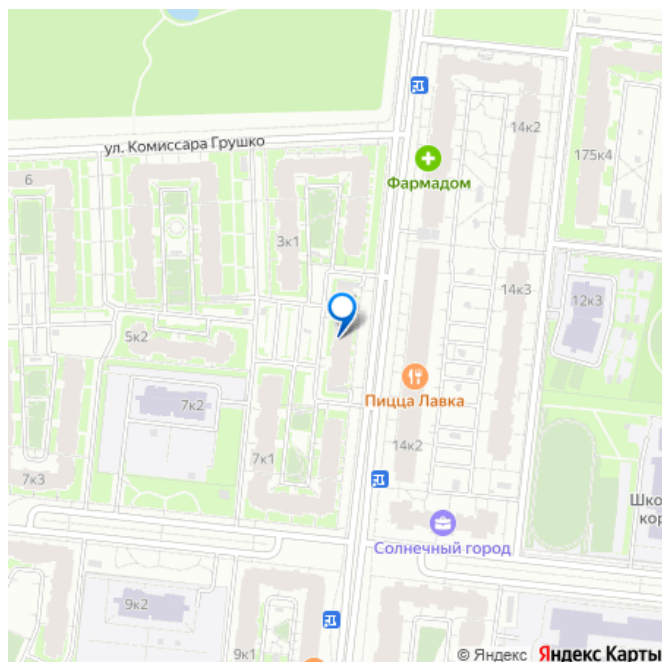 ул. Комиссара Грушко
14к2
175к4
Фармадом
6
3к1
14к3
12к3
5к2
Пицца Лавка
7к2
14к2
7к1
7к3
Шко
кор
Солнечный город
9к2
9к1
© Яндекс Яндекс Карты